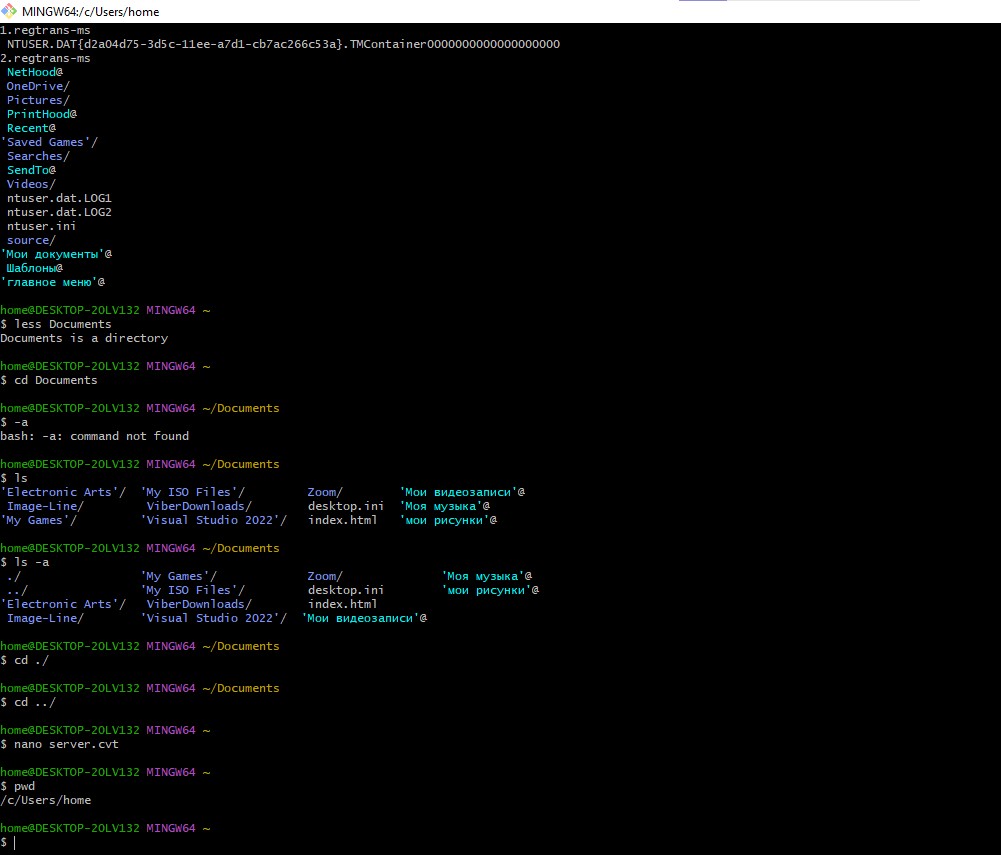 MINGW64:/c/Users/home
1.regtrans-ms
NTUSER.DAT{d2a04d75-3d5c-11ee-a7d1-cb7ac266c53a}.TMContainer0000000000000000000
2.regtrans-ms
NetHood@
OneDrive/
Pictures/
PrintHood@
Recent@
'Saved Games'/
Searches/
SendTo@
Videos/
ntuser.dat.LOG1
ntuser.dat.LOG2
ntuser.ini
source/
'Мои документы'@
Шаблоны@
'главное меню'@
home@DESKTOP-2OLV132 MINGW64 ~
$ less Documents
Documents is a directory
home@DESKTOP-2OLV132 MINGW64 ~
$ cd Documents
home@DESKTOP-2OLV132 MINGW64 ~/Documents
$ -a
bash: -a: command not found
home@DESKTOP-2OLV132 MINGW64 ~/Documents
$ ls
'Electronic Arts'/ 'My ISO Files'/ Zoom/ 'Мои видеозаписи'@
Image-Line/ ViberDownloads/ desktop.ini 'Моя музыка'@
'My Games'/ 'Visual Studio 2022'/ index.html 'мои рисунки'@
home@DESKTOP-2OLV132 MINGW64 ~/Documents
$ ls -a
./ 'My Games'/ Zoom/ 'Моя музыка'@
../ 'My ISO Files'/ desktop.ini 'мои рисунки'@
'Electronic Arts'/ ViberDownloads/ index.html
Image-Line/ 'Visual Studio 2022'/ 'Мои видеозаписи'@
home@DESKTOP-2OLV132 MINGW64 ~/Documents
$ cd ./
home@DESKTOP-2OLV132 MINGW64 ~/Documents
$ cd ../
home@DESKTOP-2OLV132 MINGW64 ~
$ nano server.cvt
home@DESKTOP-2OLV132 MINGW64 ~
$ pwd
/c/Users/home
home@DESKTOP-2OLV132 MINGW64 ~
$